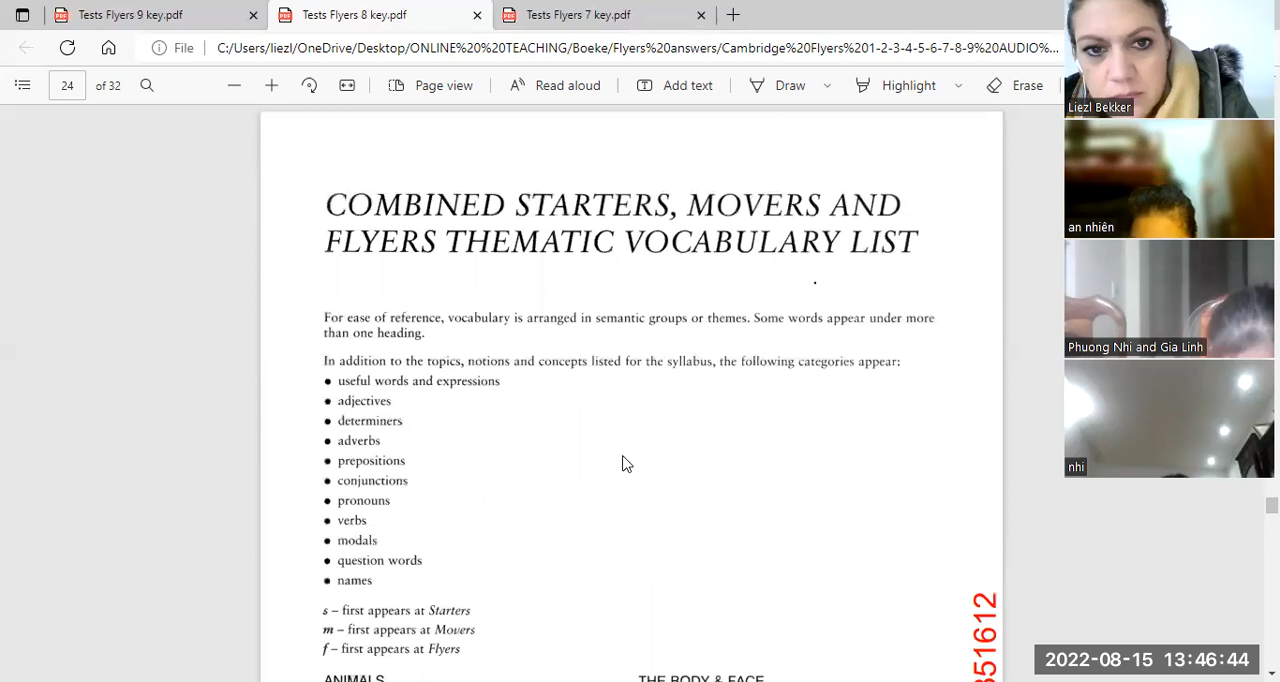 Tests Flyers 9 key.pdf
Tests Flyers 8 key.pdf
Tests Flyers 7 key.pdf
File
C:/Users/liezl/OneDrive/Desktop/ONLINE%20%20TEACHING/Boeke/Flyers%20answers/Cambridge%20Flyers%201-2-3-4-5-6-7-8-9%20AUDIO%...
24 of 32
Page view
Read aloud
Add text
Draw
Highlight
Erase
COMBINED STARTERS, MOVERS AND
FLYERS THEMATIC VOCABULARY LIST
For ease of reference, vocabulary is arranged in semantic groups or themes. Some words appear under more
than one heading.
In addition to the topics, notions and concepts listed for the syllabus, the following categories appear:
• useful words and expressions
• adjectives
• determiners
• adverbs
• prepositions
• conjunctions
• pronouns
• verbs
• modals
• question words
• names
s – first appears at Starters
m – first appears at Movers
f – first appears at Flyers
ANIMALS
THE BODY & FACE
351612
Liezl Bekker
an nhiên
Phuong Nhi and Gia Linh
nhi
2022-08-15 13:46:44